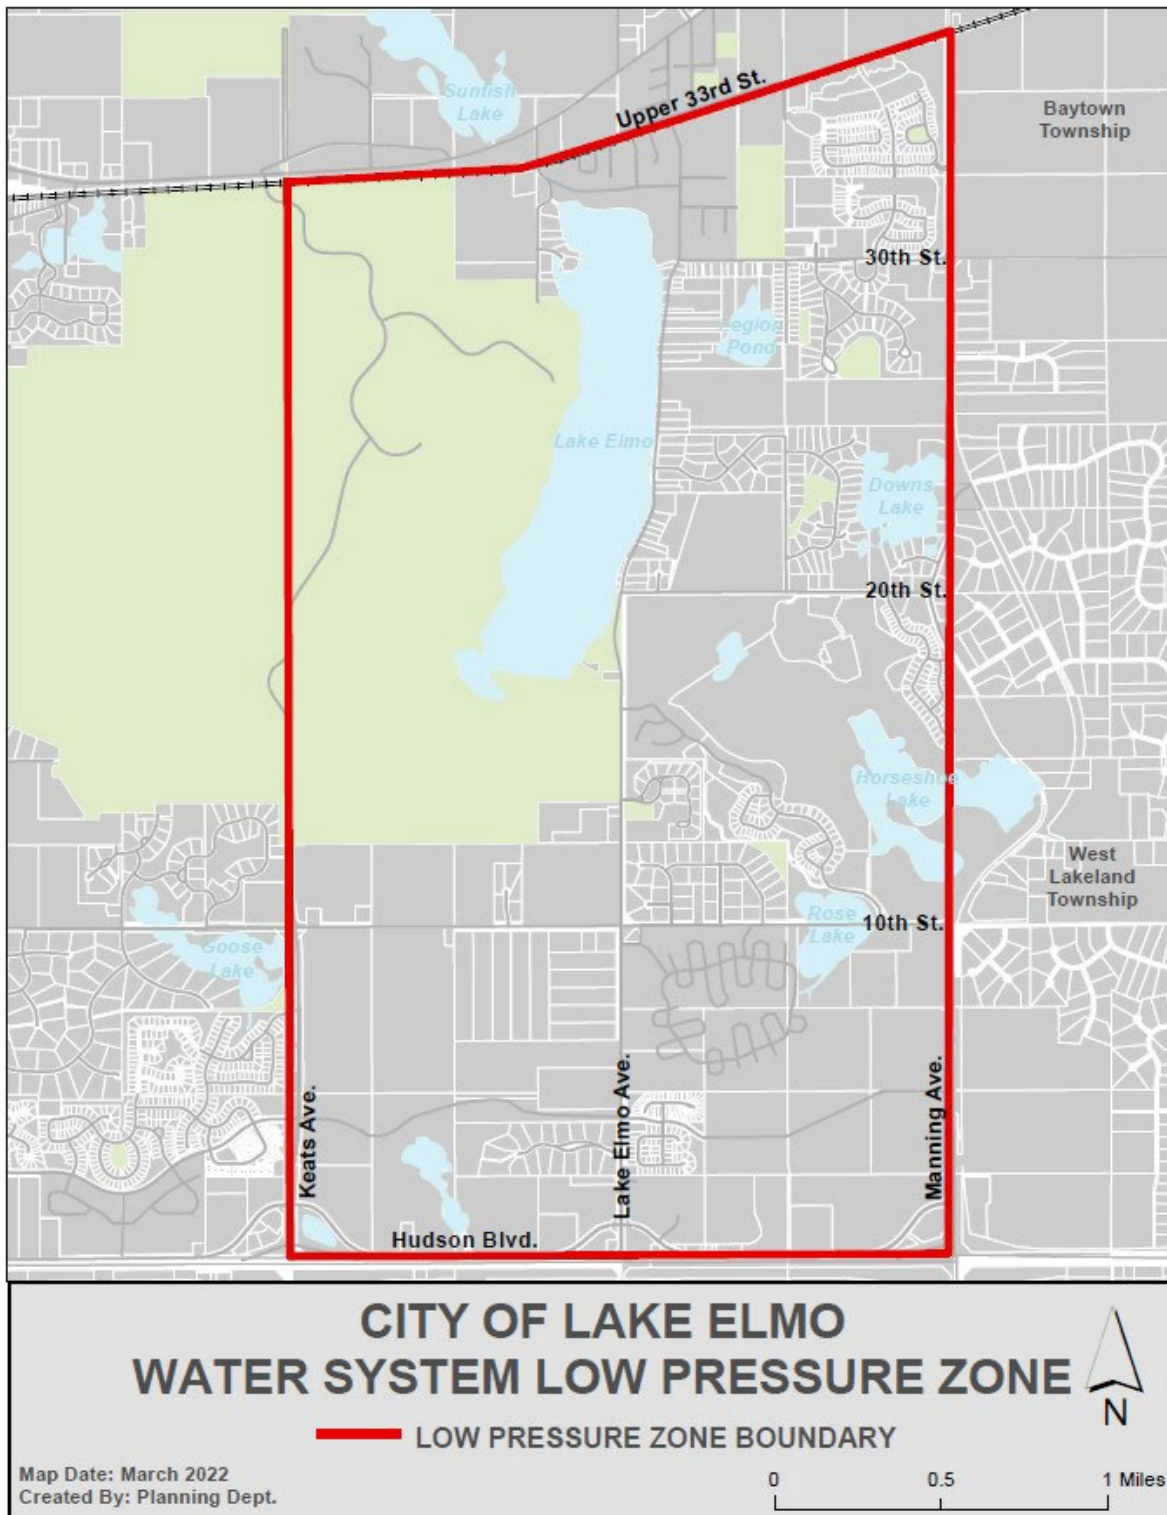 Sunfish
Lake
Upper 33rd St.
Baytown
Township
30th St.
Legion
Pond
Lake Elmo
Downs
Lake
20th St.
Horseshoe
Lake
West
Lakeland
Township
Rose
Lake
10th St.
Goose
Lake
Keats Ave.
Lake Elmo Ave.
Manning Ave.
Hudson Blvd.
CITY OF LAKE ELMO
WATER SYSTEM LOW PRESSURE ZONE
N
LOW PRESSURE ZONE BOUNDARY
Map Date: March 2022
Created By: Planning Dept.
0 0.5 1 Miles